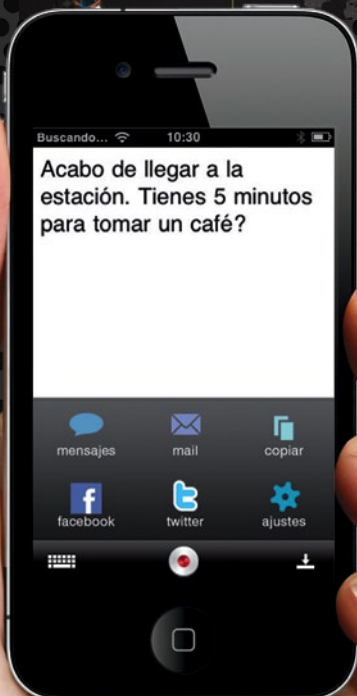 Buscando... 10:30
Acabo de llegar a la
estación. Tienes 5 minutos
para tomar un café?
mensajes mail copiar
facebook twitter ajustes